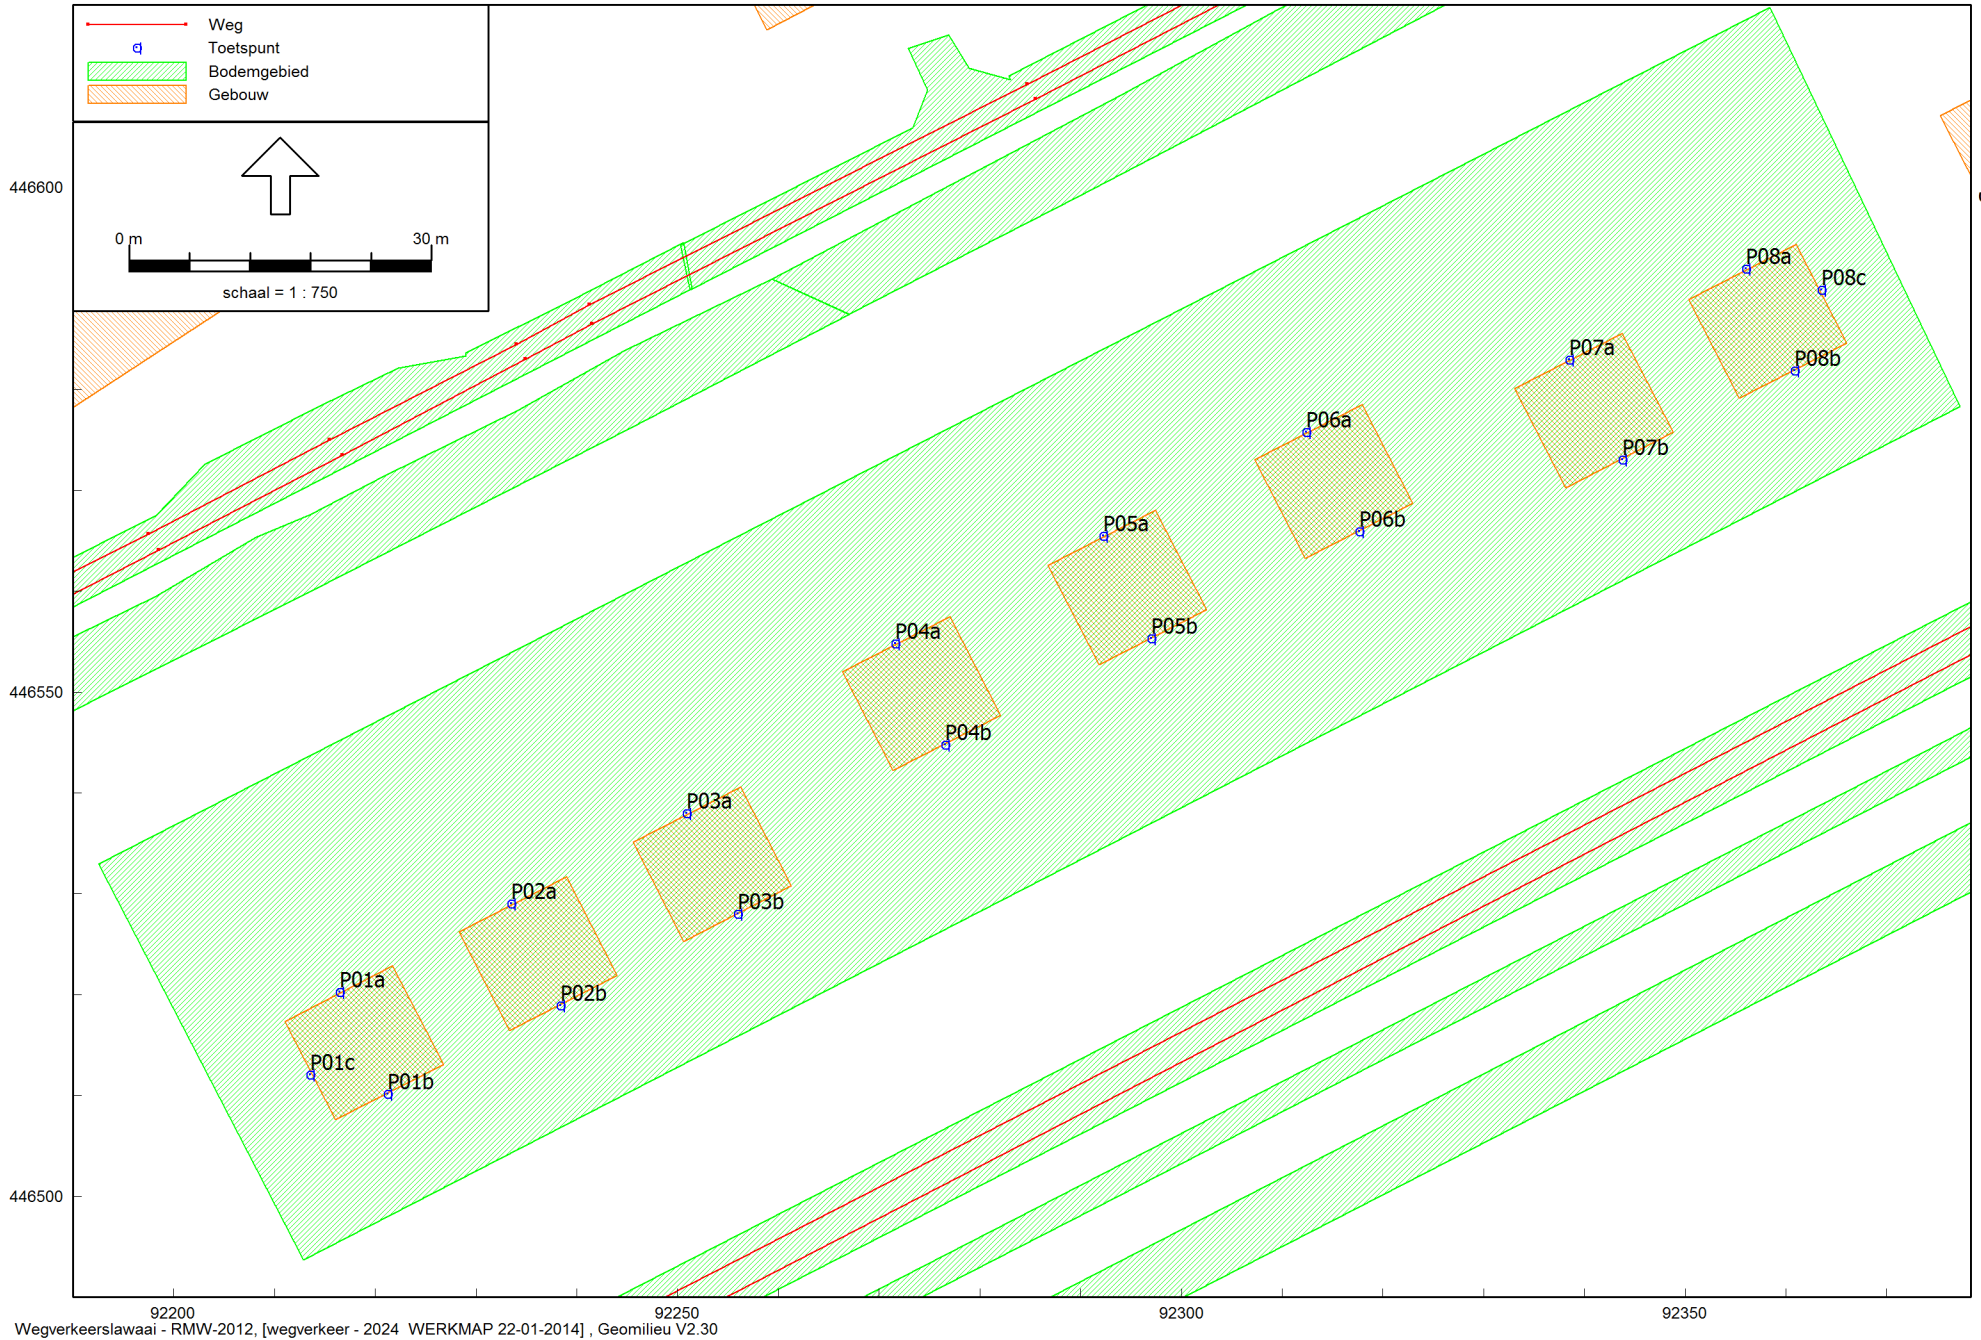 Weg
Toetspunt
Bodemgebied
Gebouw
0 m 30 m
schaal = 1 : 750
446600
446550
446500
P08a
P08c
P08b
P07a
P07b
P06a
P06b
P05a
P05b
P04a
P04b
P03a
P03b
P02a
P02b
P01a
P01c
P01b
92200 92250 92300 92350
Wegverkeerslawaai - RMW-2012, [wegverkeer - 2024 WERKMAP 22-01-2014] , Geomilieu V2.30